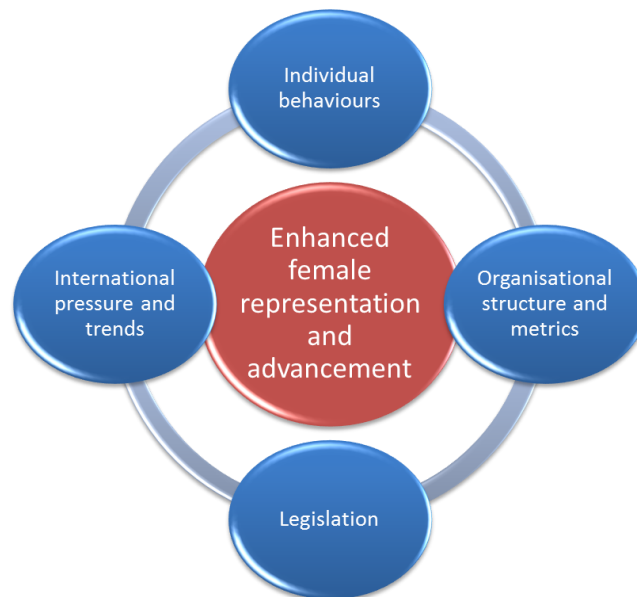 Individual
behaviours
International
pressure and
trends
Enhanced
female
representation
and
advancement
Organisational
structure and
metrics
Legislation